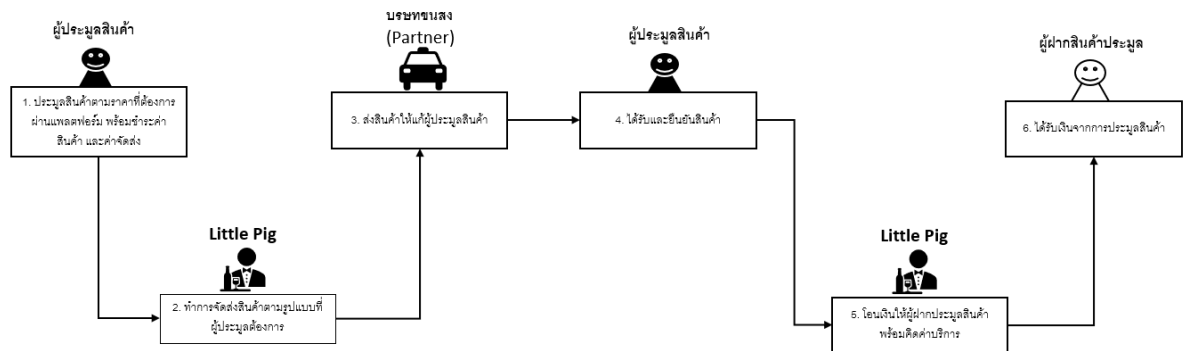 ผู้ประมูลสินค้า
1. ประมูลสินค้าตามราคาที่ต้องการ
ผ่านแพลตฟอร์ม พร้อมชำระค่า
สินค้า และค่าจัดส่ง
Little Pig
2. ทำการจัดส่งสินค้าตามรูปแบบที่
ผู้ประมูลต้องการ
บริษัทขนส่ง
(Partner)
3. ส่งสินค้าให้แก่ผู้ประมูลสินค้า
ผู้ประมูลสินค้า
4. ได้รับและยืนยันสินค้า
Little Pig
5. โอนเงินให้ผู้ฝากประมูลสินค้า
พร้อมคิดค่าบริการ
ผู้ฝากสินค้าประมูล
6. ได้รับเงินจากการประมูลสินค้า